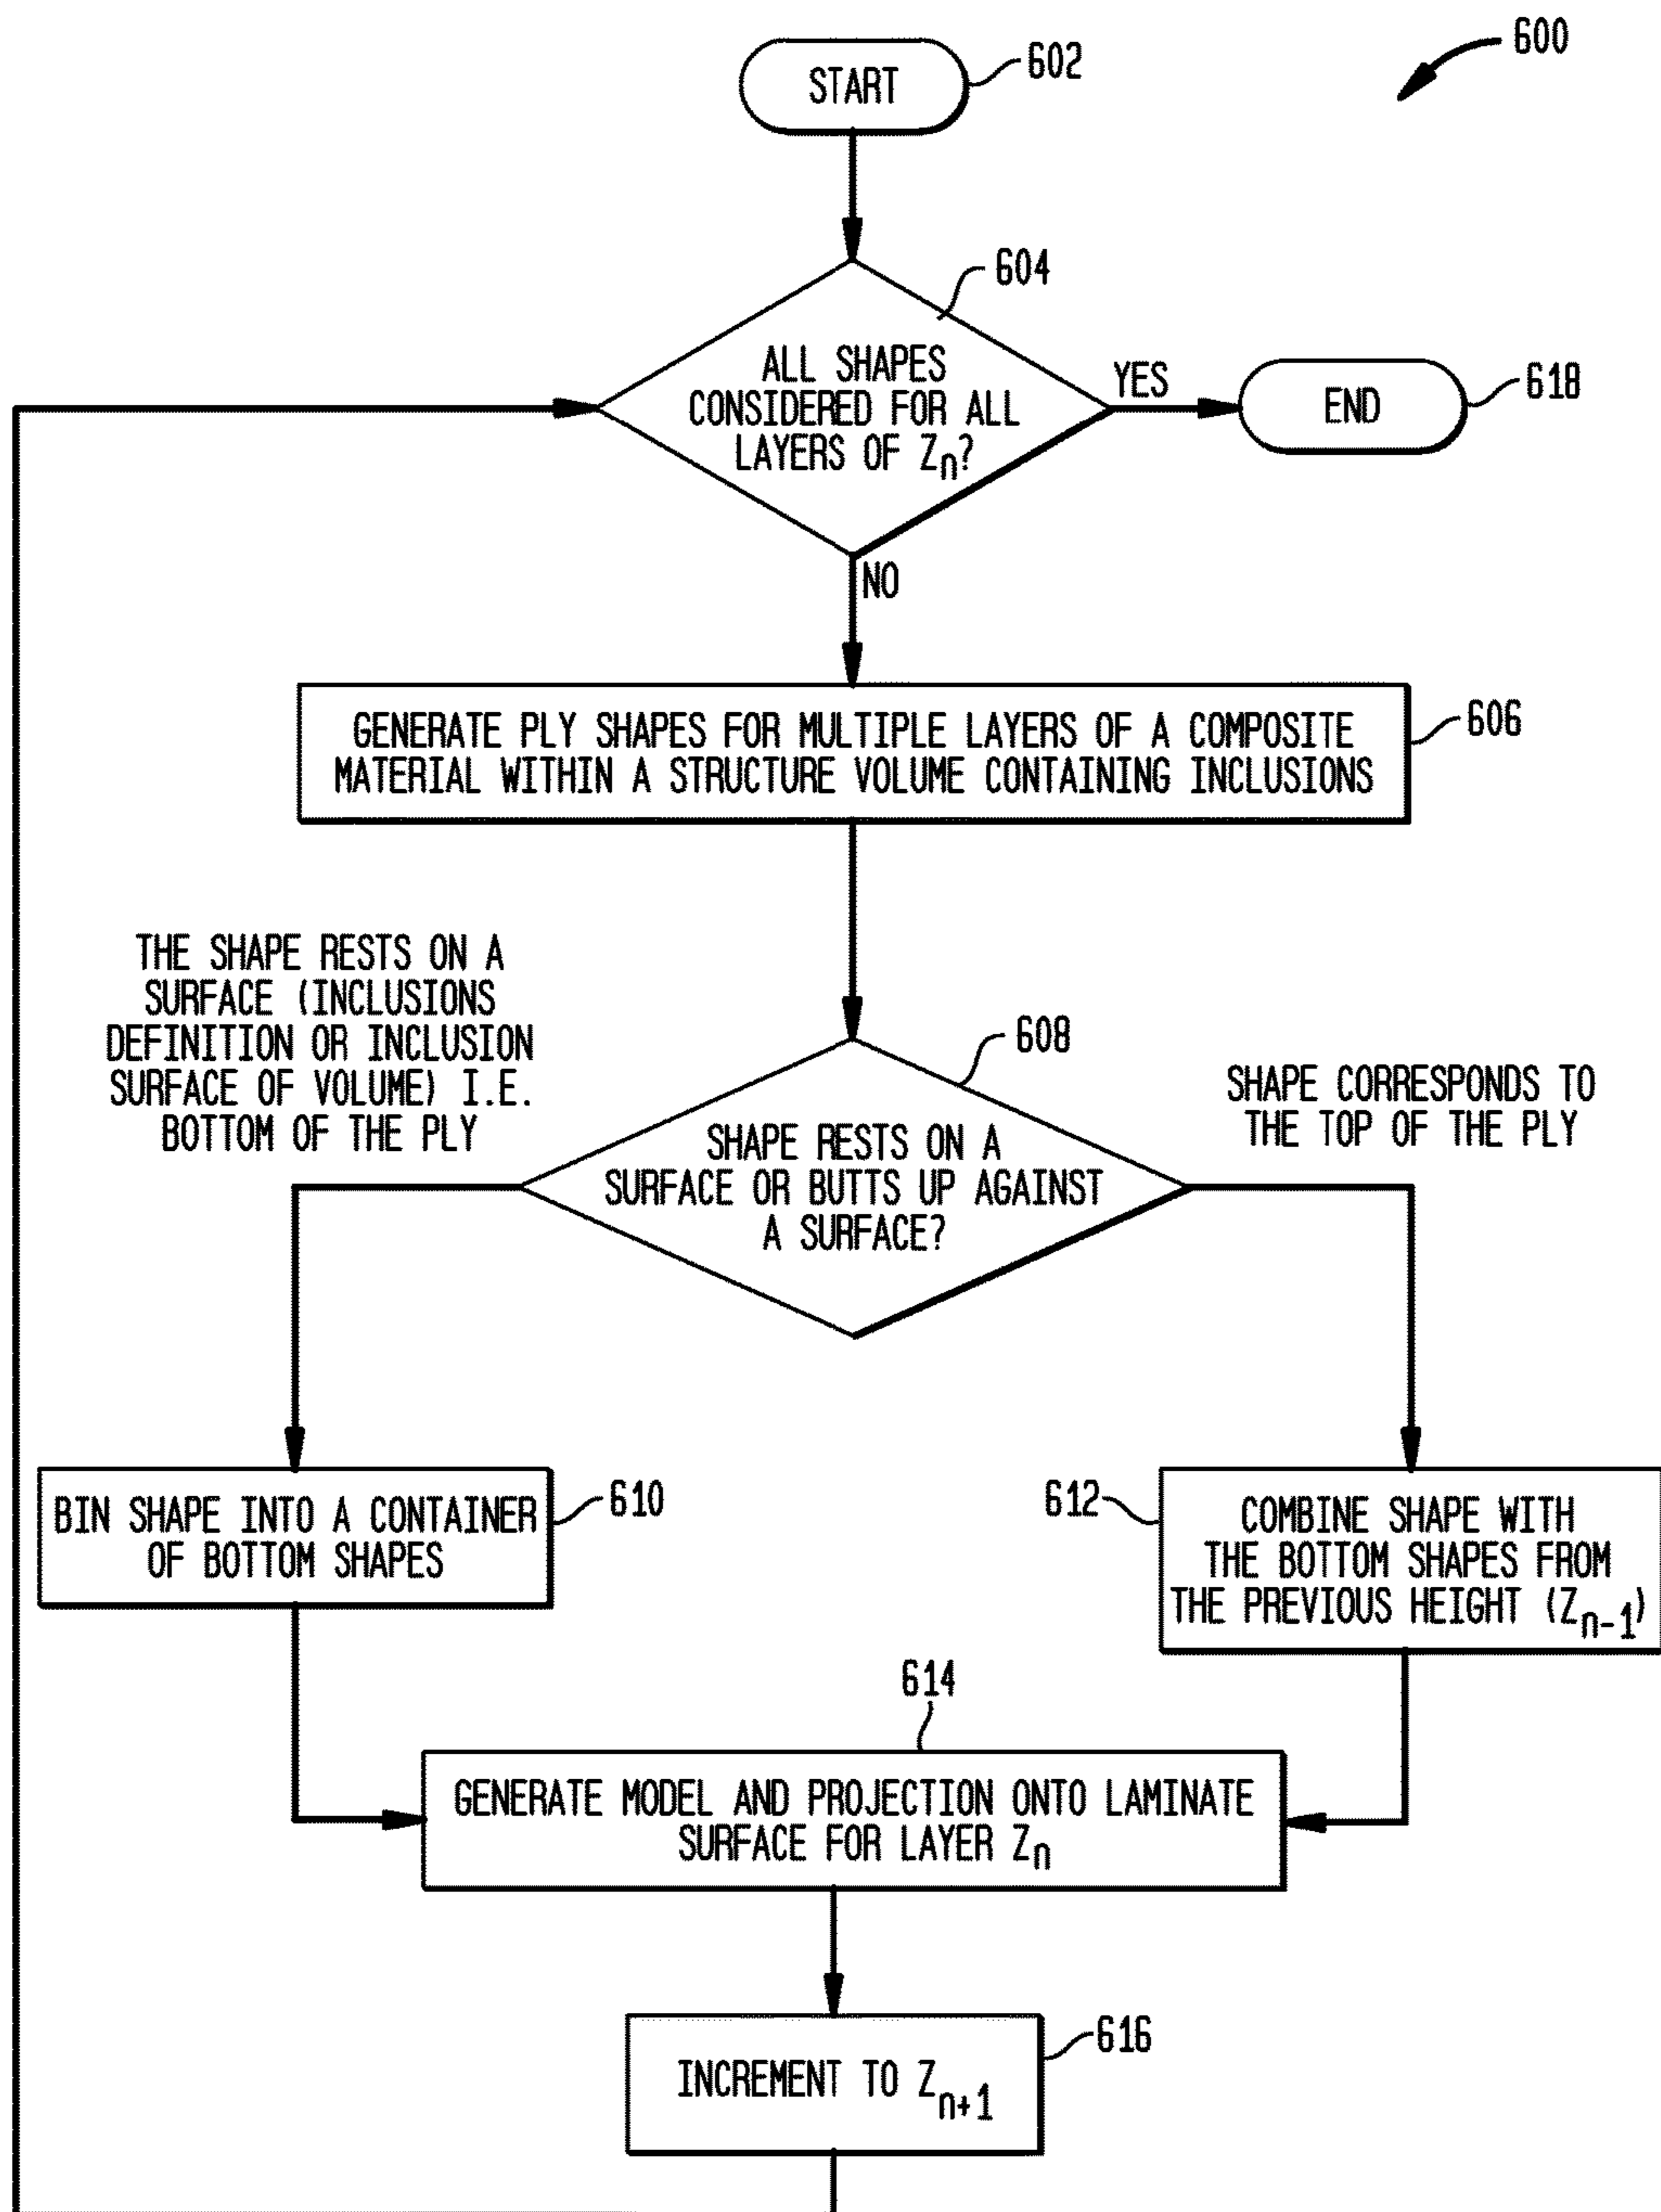 600
START
602
604
ALL SHAPES
CONSIDERED FOR ALL
LAYERS OF Zn?
YES
END
618
NO
GENERATE PLY SHAPES FOR MULTIPLE LAYERS OF A COMPOSITE
MATERIAL WITHIN A STRUCTURE VOLUME CONTAINING INCLUSIONS
606
THE SHAPE RESTS ON A
SURFACE (INCLUSIONS
DEFINITION OR INCLUSION
SURFACE OF VOLUME) I.E.
BOTTOM OF THE PLY
608
SHAPE RESTS ON A
SURFACE OR BUTTS UP AGAINST
A SURFACE?
SHAPE CORRESPONDS TO
THE TOP OF THE PLY
BIN SHAPE INTO A CONTAINER
OF BOTTOM SHAPES
610
612
COMBINE SHAPE WITH
THE BOTTOM SHAPES FROM
THE PREVIOUS HEIGHT (Zn-1)
614
GENERATE MODEL AND PROJECTION ONTO LAMINATE
SURFACE FOR LAYER Zn
INCREMENT TO Zn+1
616